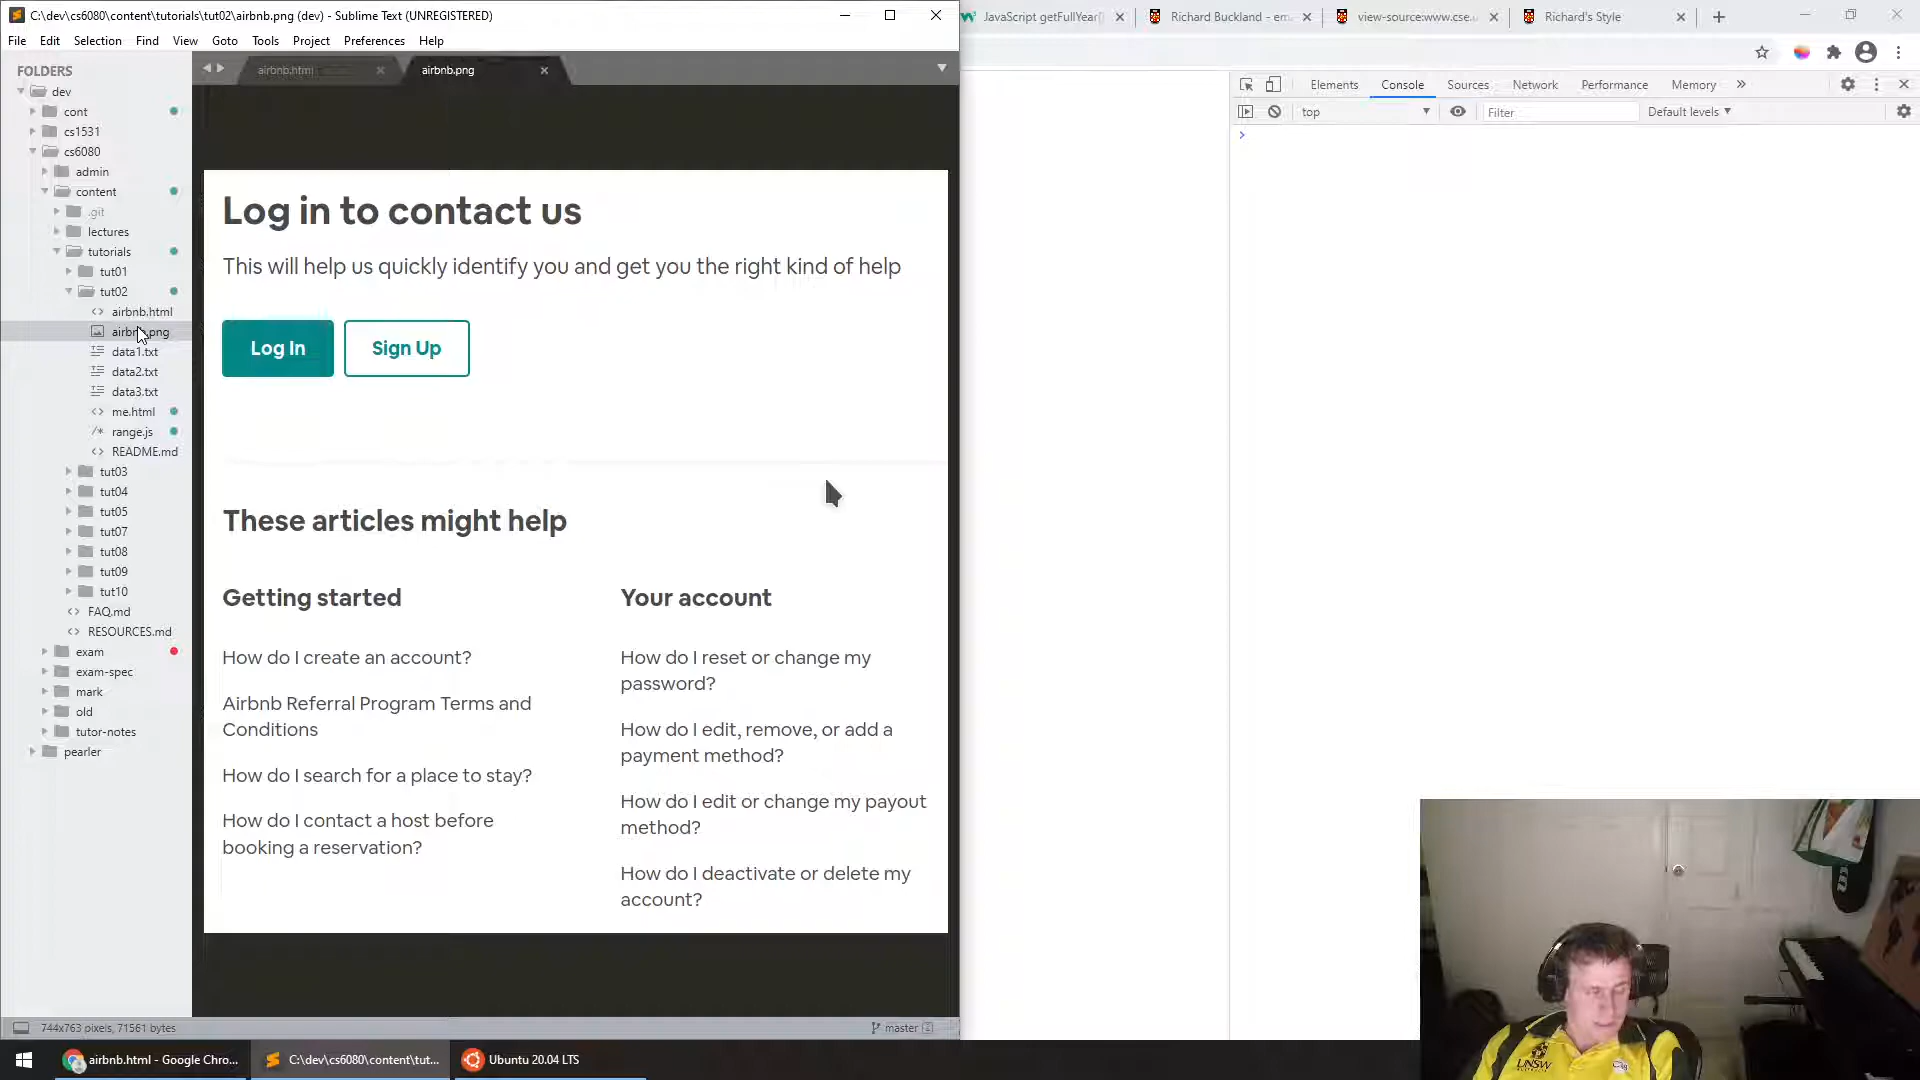 C:\dev\cs6080\content\tutorials\tut02\airbnb.png (dev) - Sublime Text (UNREGISTERED)
File Edit Selection Find View Goto Tools Project Preferences Help
FOLDERS
dev
cont
cs1531
cs6080
admin
content
.git
lectures
tutorials
tut01
tut02
airbnb.html
airbnb.png
data1.txt
data2.txt
data3.txt
me.html
range.js
README.md
tut03
tut04
tut05
tut07
tut08
tut09
tut10
FAQ.md
RESOURCES.md
exam
exam-spec
mark
old
tutor-notes
pearler
airbnb.html
airbnb.png
Log in to contact us
This will help us quickly identify you and get you the right kind of help
Log In
Sign Up
These articles might help
Getting started
How do I create an account?
Airbnb Referral Program Terms and
Conditions
How do I search for a place to stay?
How do I contact a host before
booking a reservation?
Your account
How do I reset or change my
password?
How do I edit, remove, or add a
payment method?
How do I edit or change my payout
method?
How do I deactivate or delete my
account?
744x763 pixels, 71561 bytes
master
JavaScript getFullYear(
Richard Buckland - em
view-source:www.cse.u
Richard's Style
Elements Console Sources Network Performance Memory
top
Filter
Default levels
UNSW
airbnb.html - Google Chro...
C:\dev\cs6080\content\tut...
Ubuntu 20.04 LTS